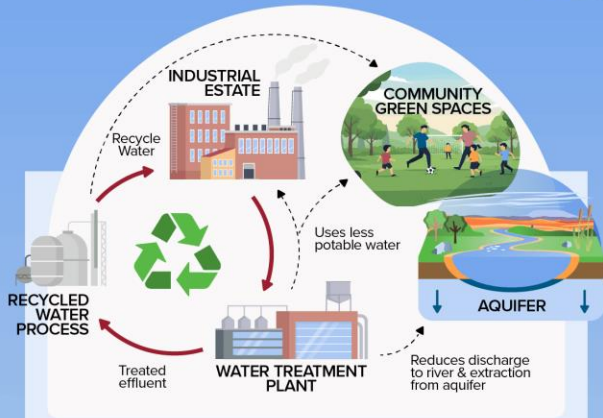 INDUSTRIAL
ESTATE
COMMUNITY
GREEN SPACES
Recycle
Water
Uses less
potable water
RECYCLED
WATER
PROCESS
AQUIFER
Treated
effluent
WATER TREATMENT
PLANT
Reduces discharge
to river & extraction
from aquifer